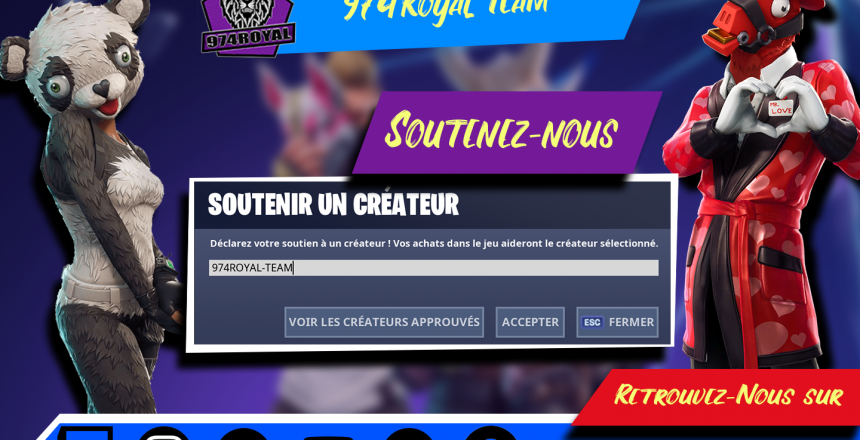 974ROYAL TEAM
974ROYAL
SOUTENEZ-NOUS
SOUTENIR UN CRÉATEUR
Déclarez votre soutien à un créateur ! Vos achats dans le jeu aideront le créateur sélectionné.
974ROYAL-TEAM
VOIR LES CRÉATEURS APPROUVÉS ACCEPTER ESC FERMER
MR. LOVE
RETROUVEZ-NOUS SUR